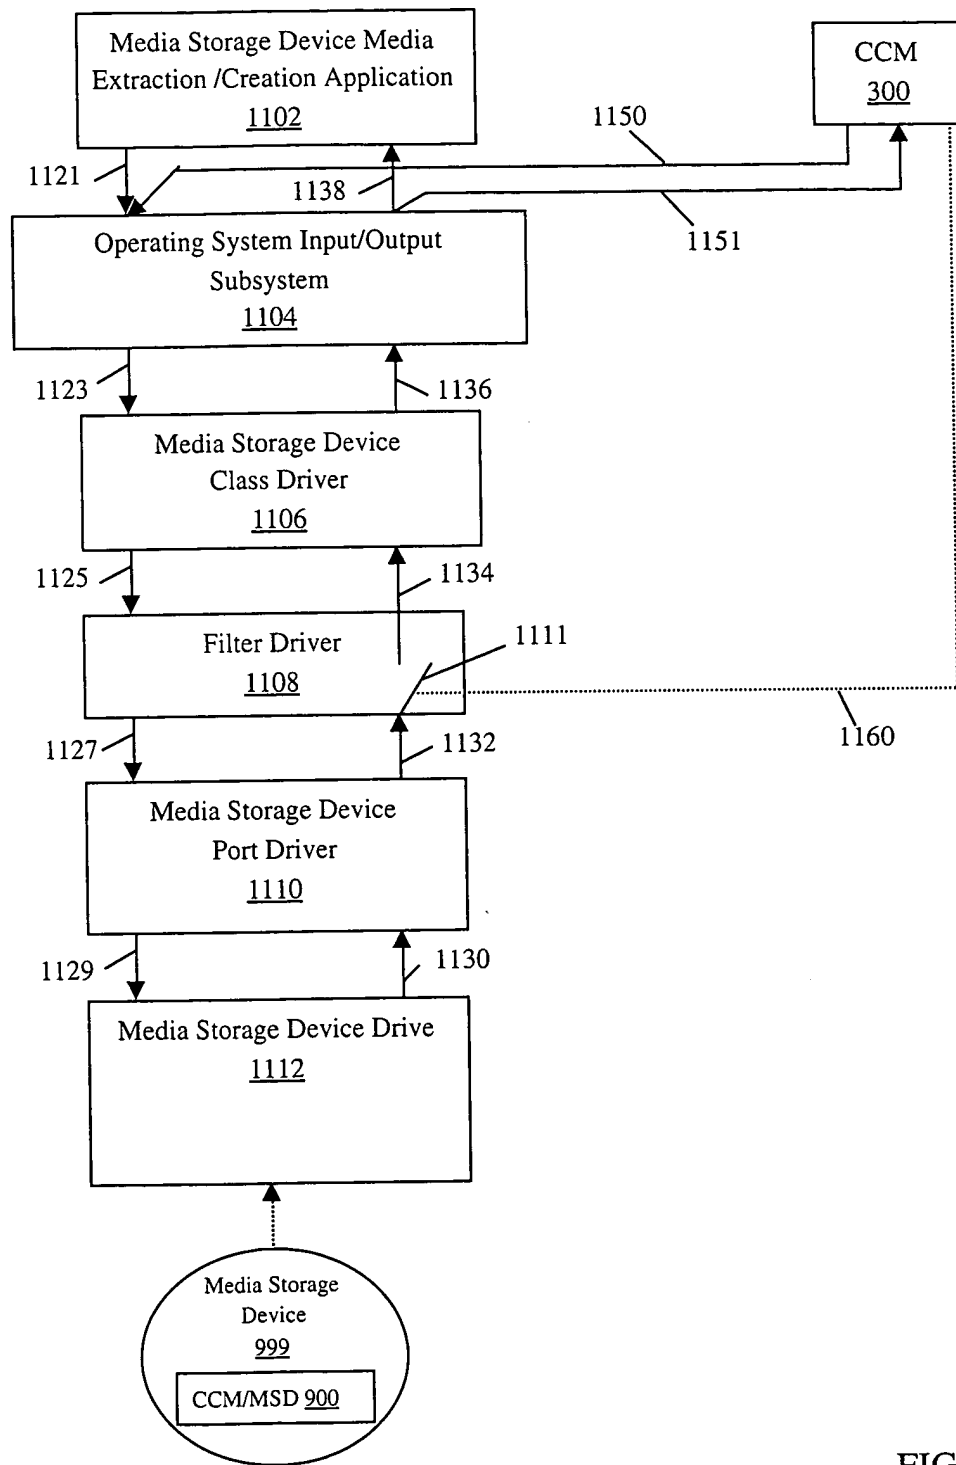 Media Storage Device Media
Extraction /Creation Application
1102
CCM
300
1150
1121
1138
1151
Operating System Input/Output
Subsystem
1104
1123
1136
Media Storage Device
Class Driver
1106
1125
1134
1111
Filter Driver
1108
1127
1132
1160
Media Storage Device
Port Driver
1110
1129
1130
Media Storage Device Drive
1112
Media Storage
Device
999
CCM/MSD 900
FIG